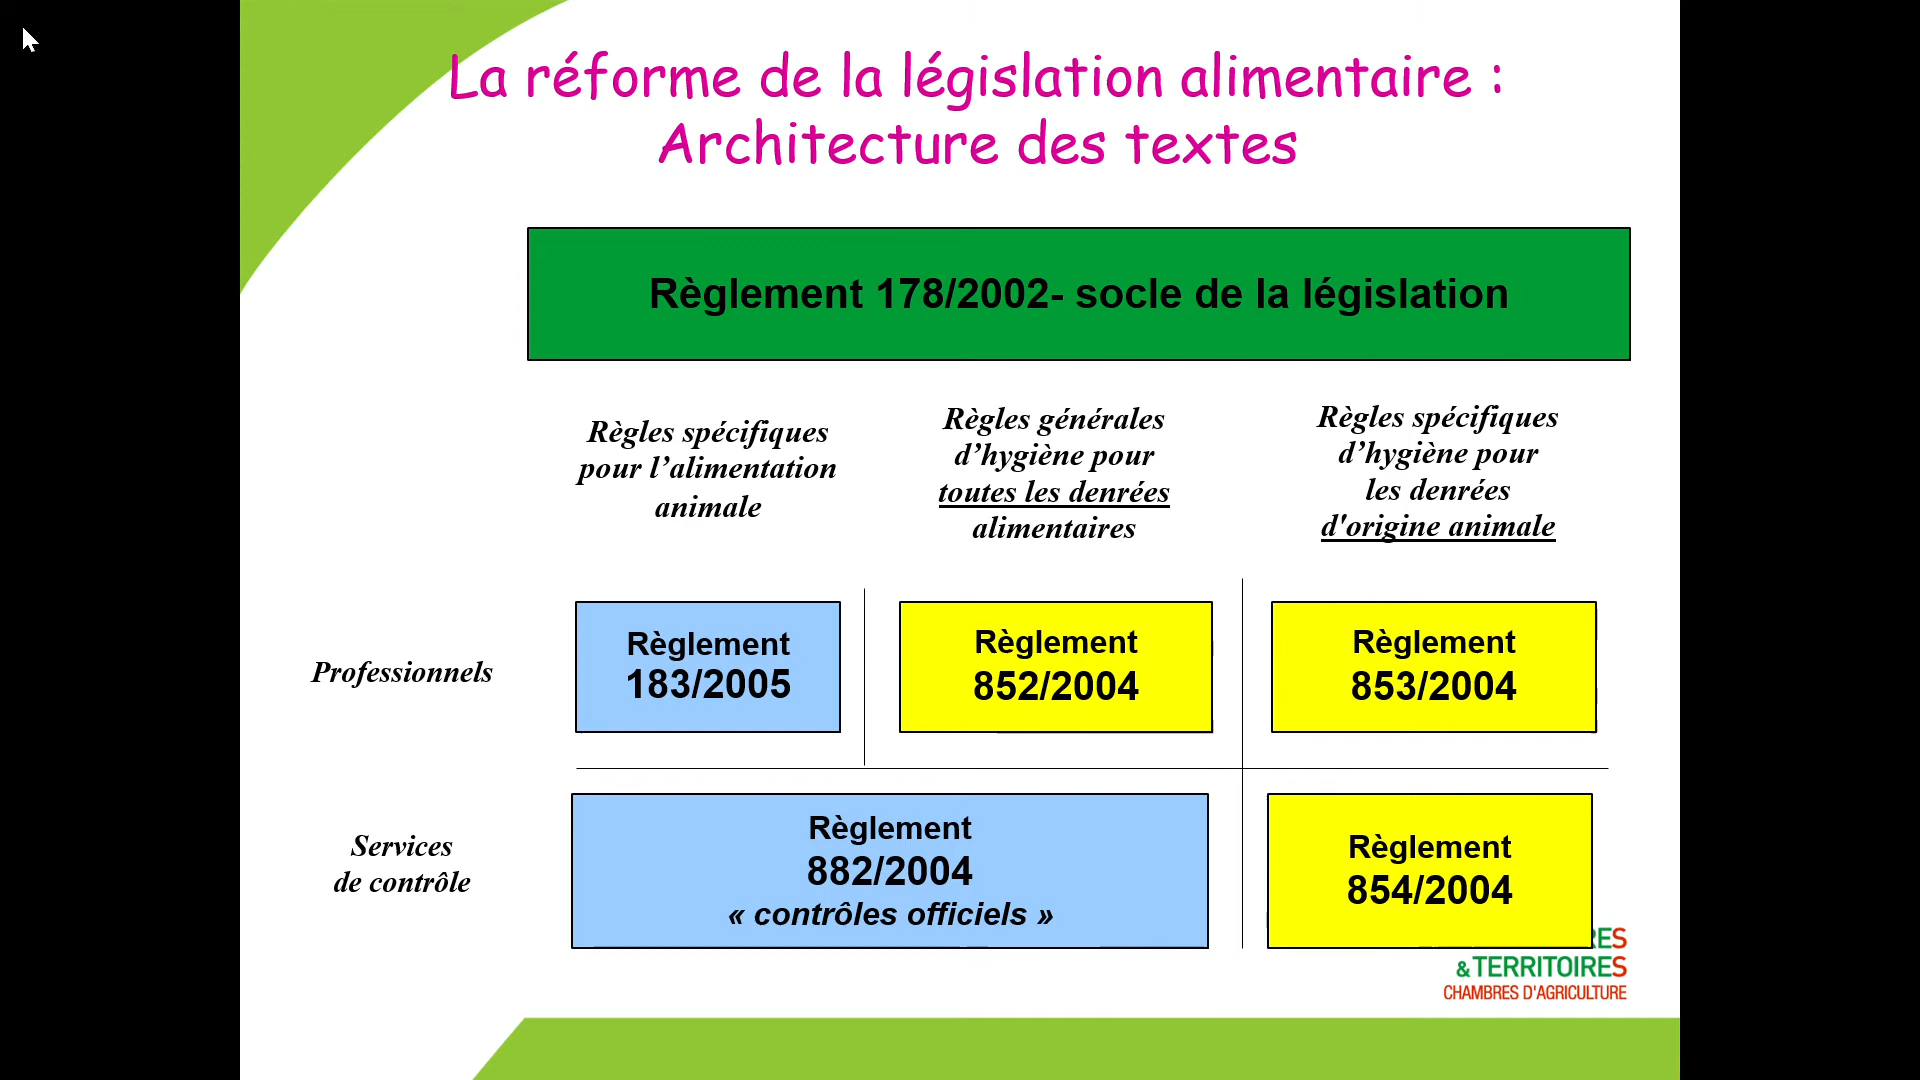 La réforme de la législation alimentaire :
Architecture des textes
Règlement 178/2002- socle de la législation
Règles spécifiques
pour l’alimentation
animale
Règles générales
d’hygiène pour
toutes les denrées
alimentaires
Règles spécifiques
d’hygiène pour
les denrées
d'origine animale
Professionnels
Règlement
183/2005
Règlement
852/2004
Règlement
853/2004
Services
de contrôle
Règlement
882/2004
« contrôles officiels »
Règlement
854/2004
& TERRITOIRES
CHAMBRES D'AGRICULTURE